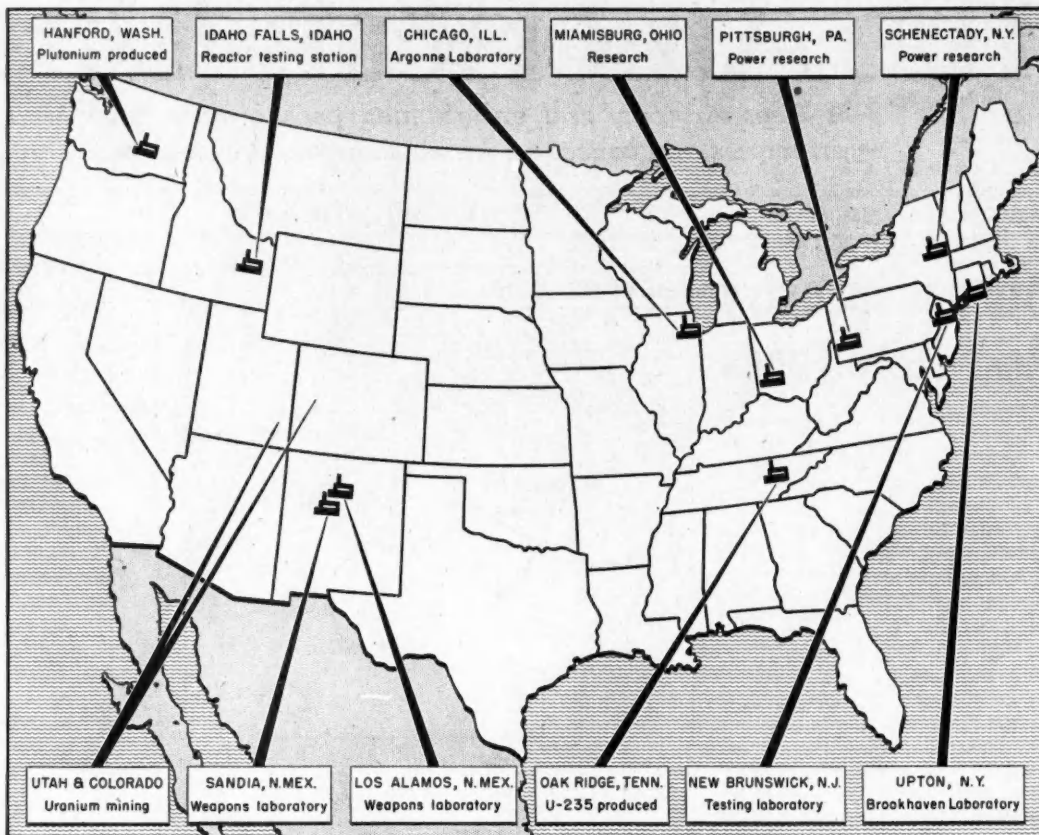 HANFORD, WASH.
Plutonium produced
IDAHO FALLS, IDAHO
Reactor testing station
CHICAGO, ILL.
Argonne Laboratory
MIAMISBURG, OHIO
Research
PITTSBURGH, PA.
Power research
SCHENECTADY, N.Y.
Power research
UTAH & COLORADO
Uranium mining
SANDIA, N.MEX.
Weapons laboratory
LOS ALAMOS, N.MEX.
Weapons laboratory
OAK RIDGE, TENN.
U-235 produced
NEW BRUNSWICK, N.J.
Testing laboratory
UPTON, N.Y.
Brookhaven Laboratory